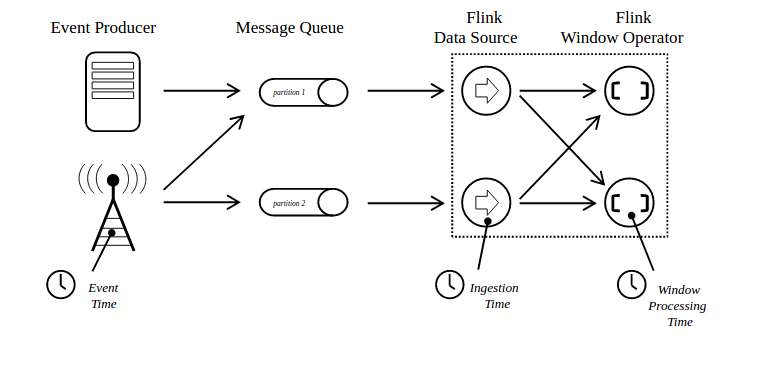 Event Producer
Message Queue
Flink
Data Source
Flink
Window Operator
partition 1
partition 2
Event
Time
Ingestion
Time
Window
Processing
Time